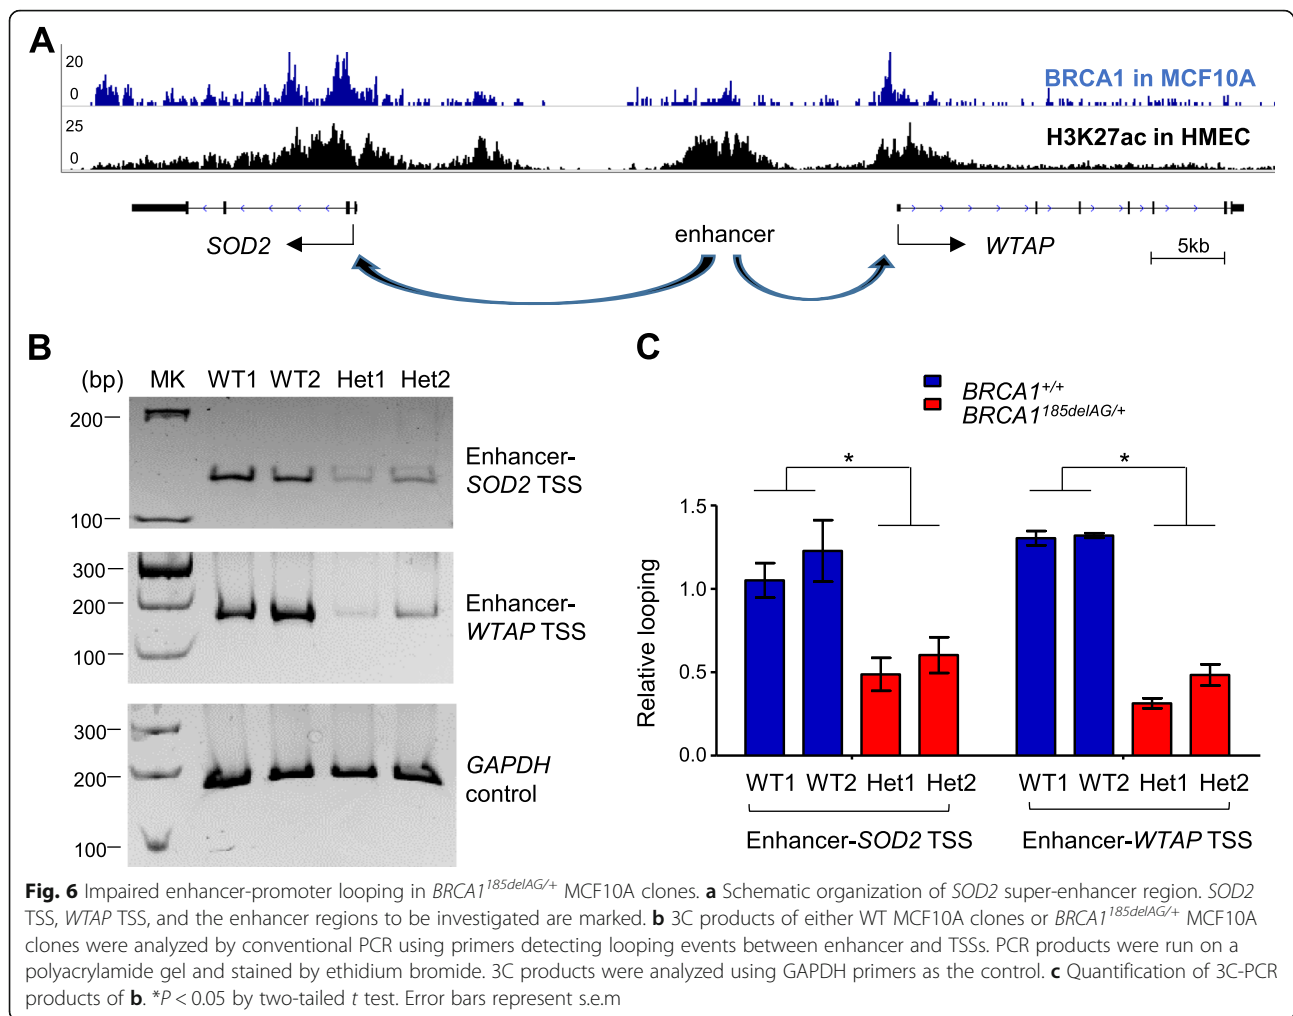 A
20
0
BRCA1 in MCF10A
25
0
H3K27ac in HMEC
SOD2
enhancer
WTAP
5kb
B
(bp) MK WT1 WT2 Het1 Het2
200
100
Enhancer-
SOD2 TSS
300
200
100
Enhancer-
WTAP TSS
300
200
100
GAPDH
control
C
BRCA1+/+
BRCA1185delAG/+
* *
Relative looping
1.5
1.0
0.5
0.0
WT1 WT2 Het1 Het2 WT1 WT2 Het1 Het2
Enhancer-SOD2 TSS Enhancer-WTAP TSS
Fig. 6 Impaired enhancer-promoter looping in BRCA1185delAG/+ MCF10A clones. a Schematic organization of SOD2 super-enhancer region. SOD2
TSS, WTAP TSS, and the enhancer regions to be investigated are marked. b 3C products of either WT MCF10A clones or BRCA1185delAG/+ MCF10A
clones were analyzed by conventional PCR using primers detecting looping events between enhancer and TSSs. PCR products were run on a
polyacrylamide gel and stained by ethidium bromide. 3C products were analyzed using GAPDH primers as the control. c Quantification of 3C-PCR
products of b. *P < 0.05 by two-tailed t test. Error bars represent s.e.m